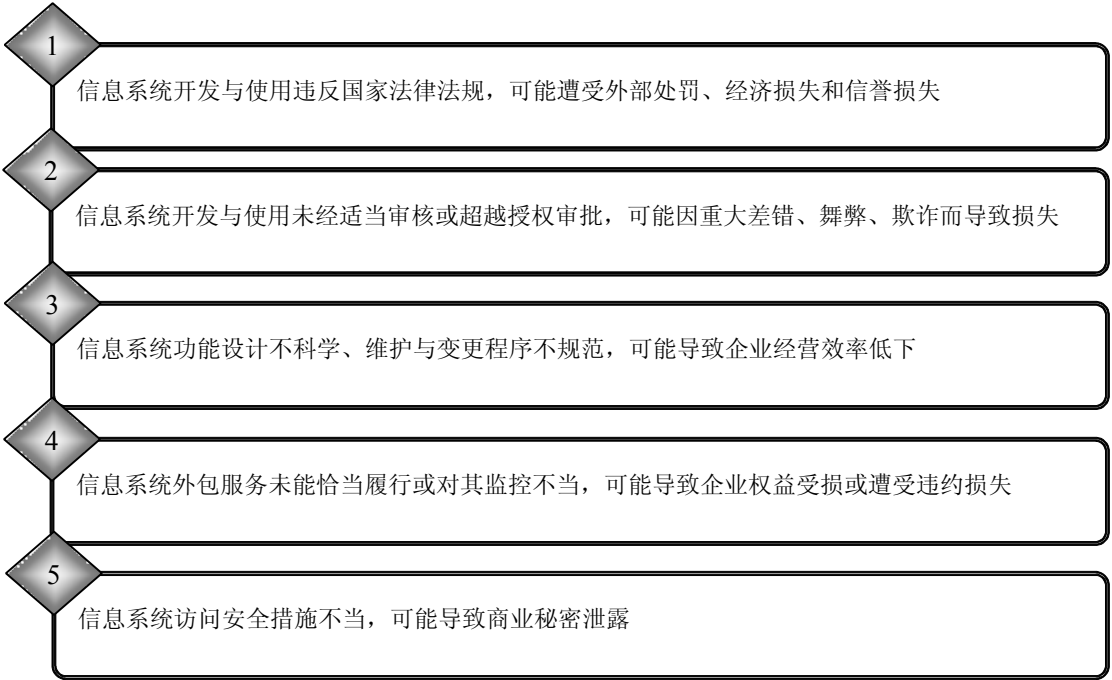 1
信息系统开发与使用违反国家法律法规，可能遭受外部处罚、经济损失和信誉损失
2
信息系统开发与使用未经适当审核或超越授权审批，可能因重大差错、舞弊、欺诈而导致损失
3
信息系统功能设计不科学、维护与变更程序不规范，可能导致企业经营效率低下
4
信息系统外包服务未能恰当履行或对其监控不当，可能导致企业权益受损或遭受违约损失
5
信息系统访问安全措施不当，可能导致商业秘密泄露